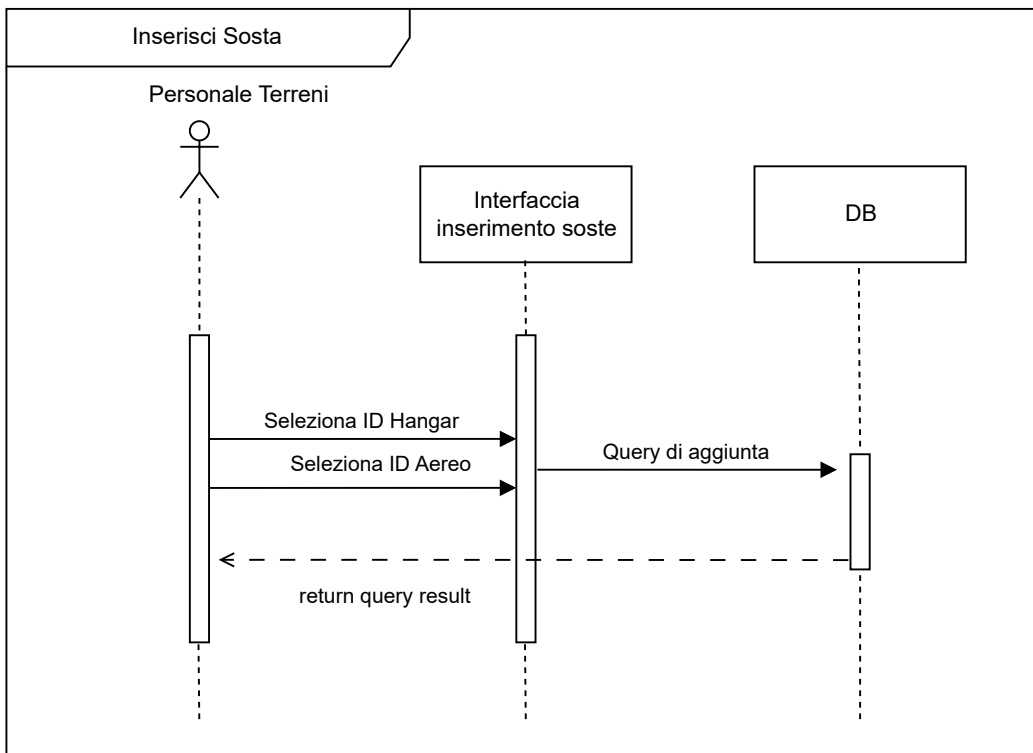 Inserisci Sosta
Personale Terreni
Interfaccia
inserimento soste
DB
Seleziona ID Hangar
Query di aggiunta
Seleziona ID Aereo
return query result